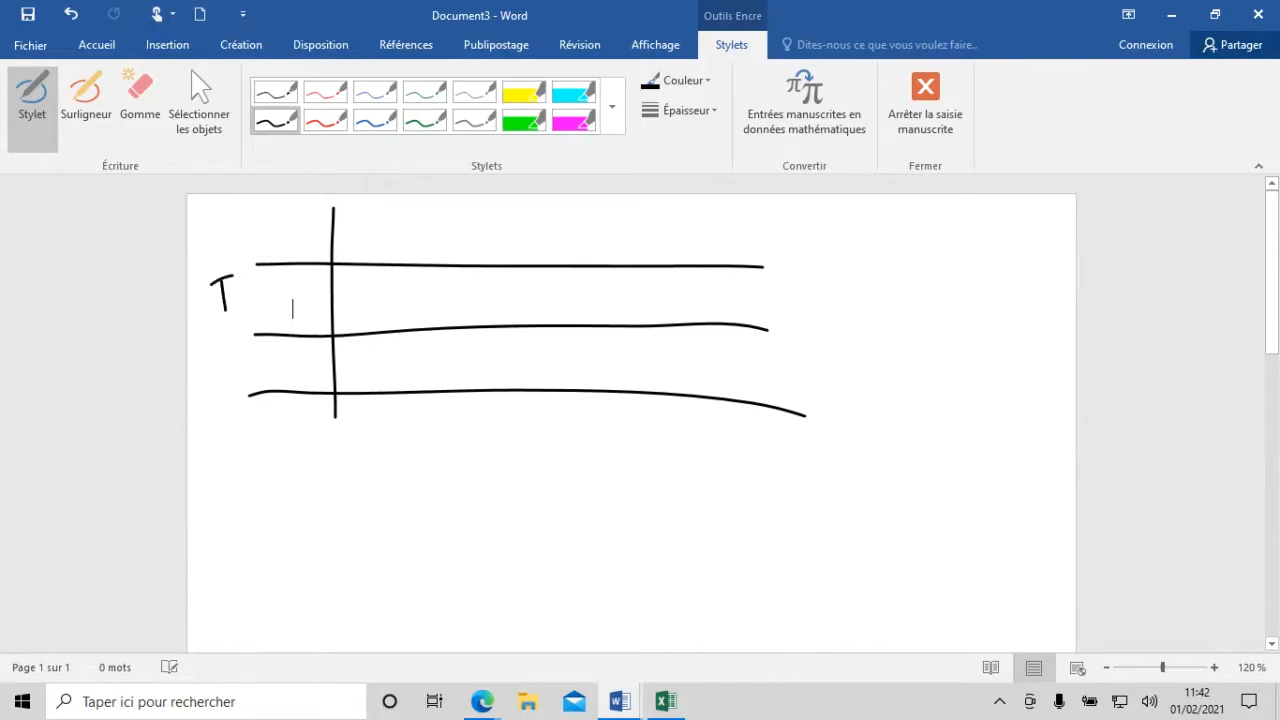 Document3 - Word
Outils Encre
Fichier
Accueil
Insertion
Création
Disposition
Références
Publipostage
Révision
Affichage
Stylets
Dites-nous ce que vous voulez faire...
Connexion
Partager
Stylet
Surligneur
Gomme
Sélectionner les objets
Couleur
Épaisseur
Entrées manuscrites en données mathématiques
Arrêter la saisie manuscrite
Écriture
Stylets
Convertir
Fermer
T
Page 1 sur 1
0 mots
120 %
Taper ici pour rechercher
11:42
01/02/2021